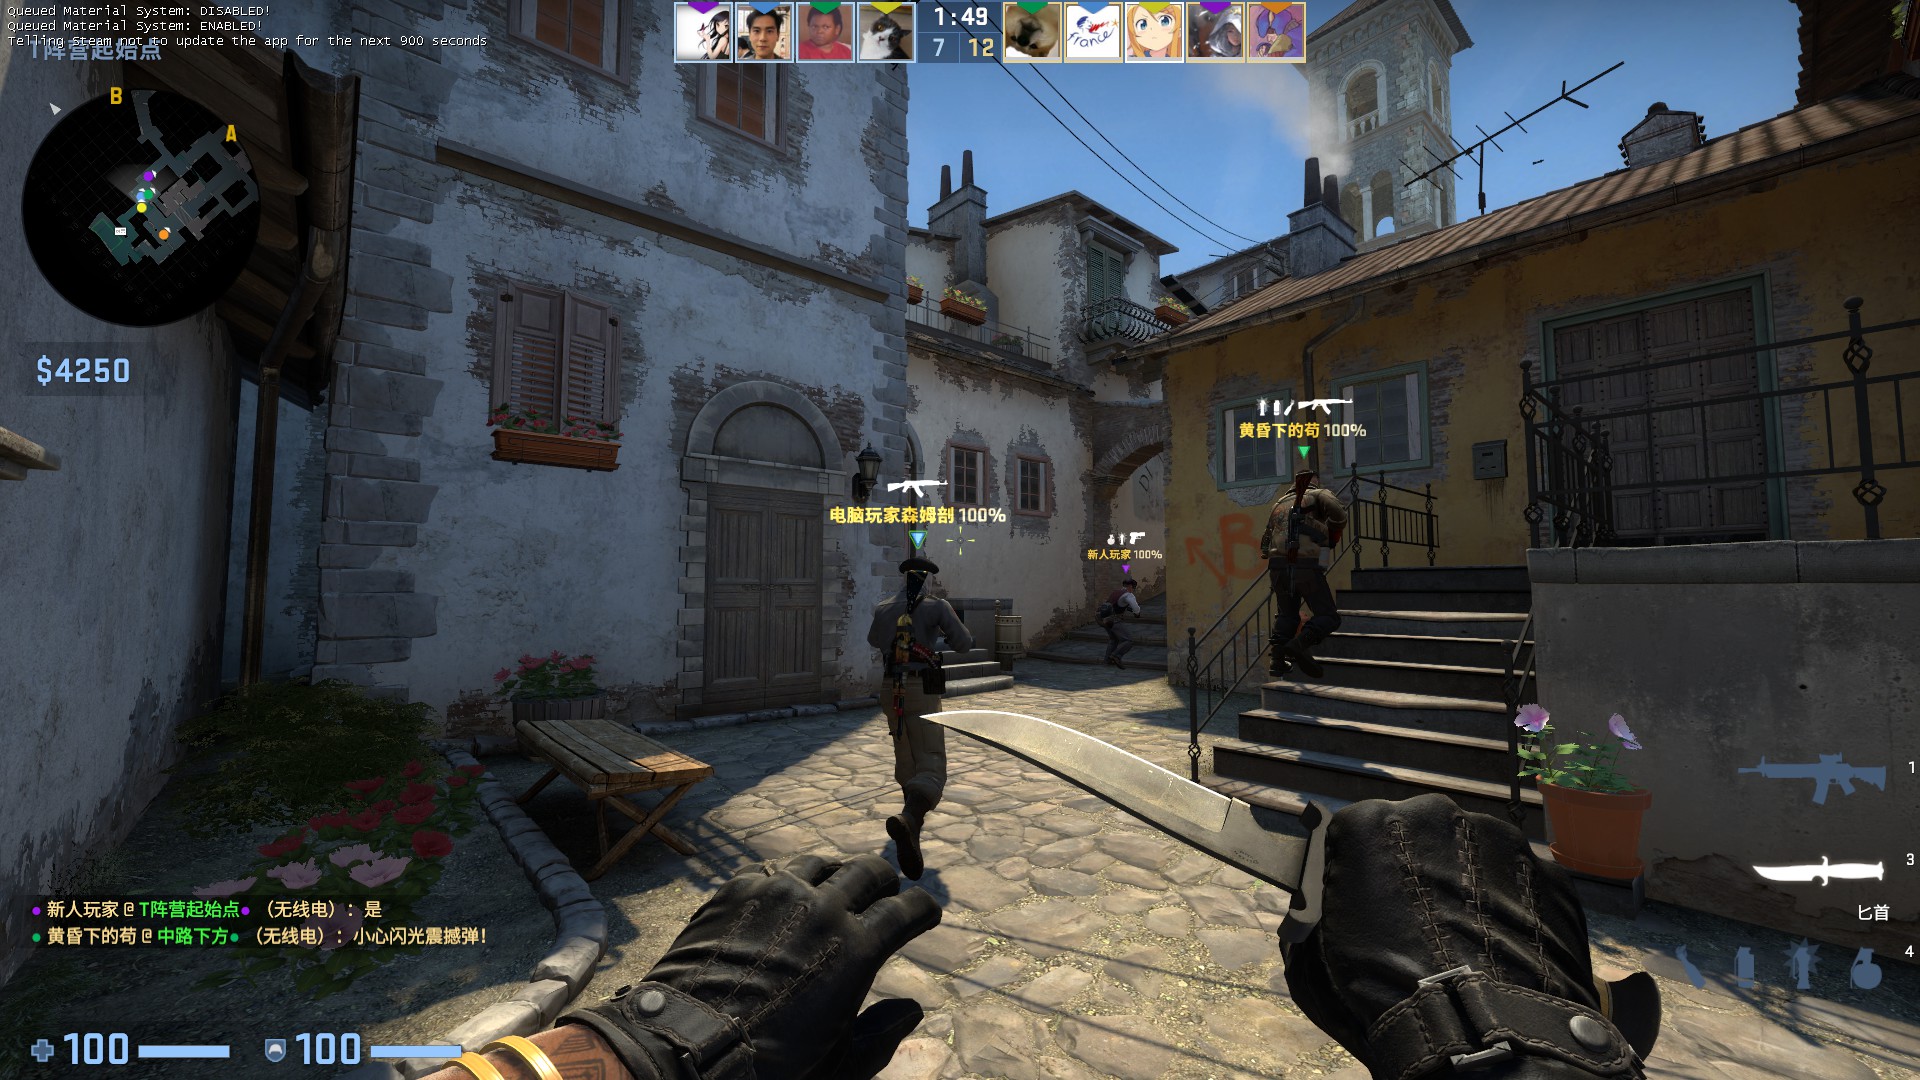 Queued Material System: DISABLED!
Queued Material System: ENABLED!
Telling Steam not to update the app for the next 900 seconds
T阵营起始点
1:49
7 12
france
B
A
$4250
黄昏下的苟 100%
电脑玩家森姆剖 100%
新人玩家 100%
B
1
3
匕首
4
新人玩家 @ T阵营起始点 （无线电）：是
黄昏下的苟 @ 中路下方 （无线电）：小心闪光震撼弹！
100 100